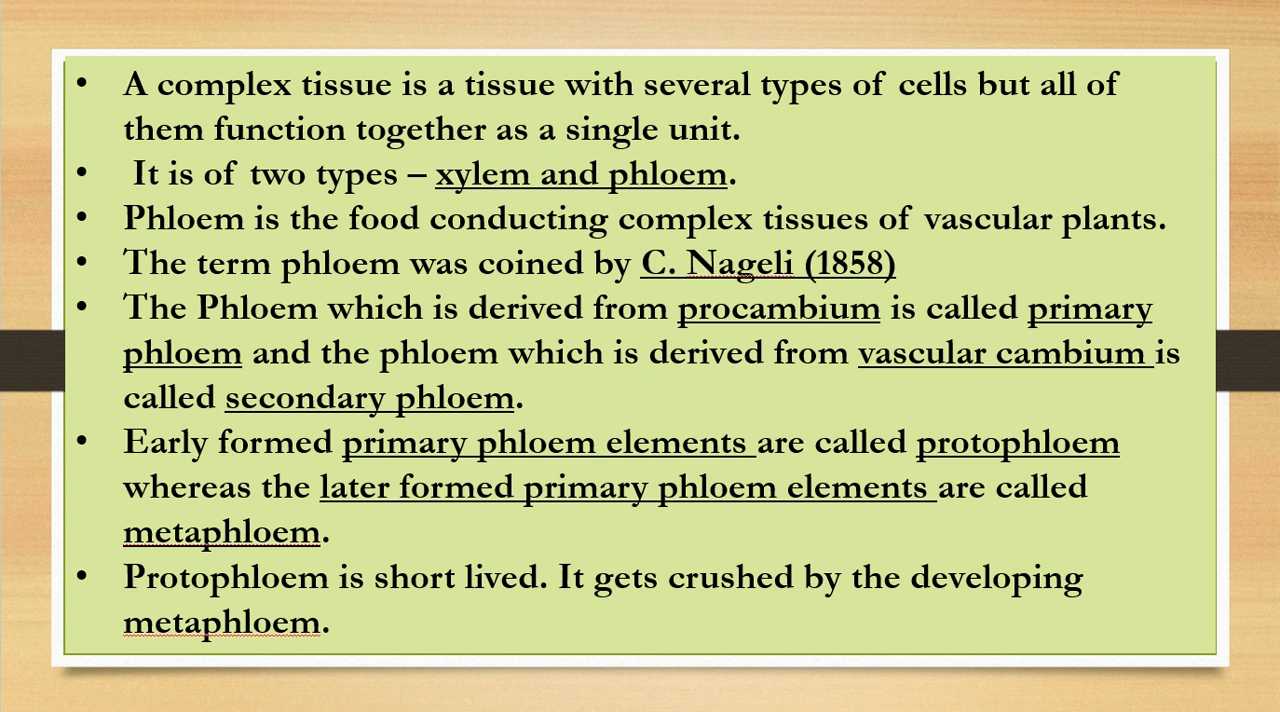 • A complex tissue is a tissue with several types of cells but all of
them function together as a single unit.
• It is of two types – xylem and phloem.
• Phloem is the food conducting complex tissues of vascular plants.
• The term phloem was coined by C. Nageli (1858)
• The Phloem which is derived from procambium is called primary
phloem and the phloem which is derived from vascular cambium is
called secondary phloem.
• Early formed primary phloem elements are called protophloem
whereas the later formed primary phloem elements are called
metaphloem.
• Protophloem is short lived. It gets crushed by the developing
metaphloem.